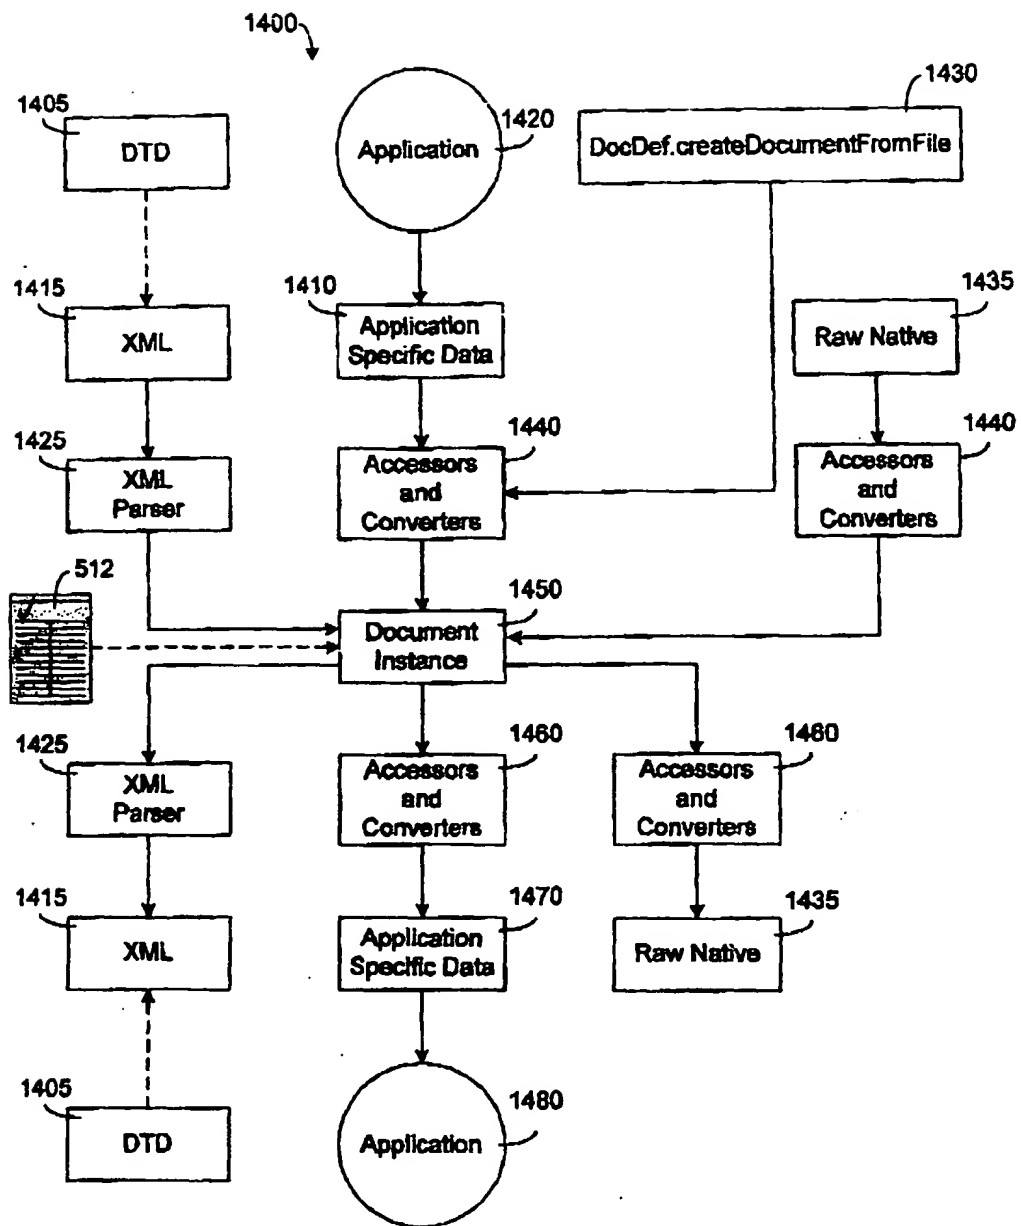 1400
1405
DTD
Application
1420
1430
DocDef.createDocumentFromFile
1415
XML
1410
Application
Specific Data
1435
Raw Native
1425
XML
Parser
1440
Accessors
and
Converters
1440
Accessors
and
Converters
512
1450
Document
Instance
1425
XML
Parser
1460
Accessors
and
Converters
1460
Accessors
and
Converters
1415
XML
1470
Application
Specific Data
1435
Raw Native
1405
DTD
Application
1480